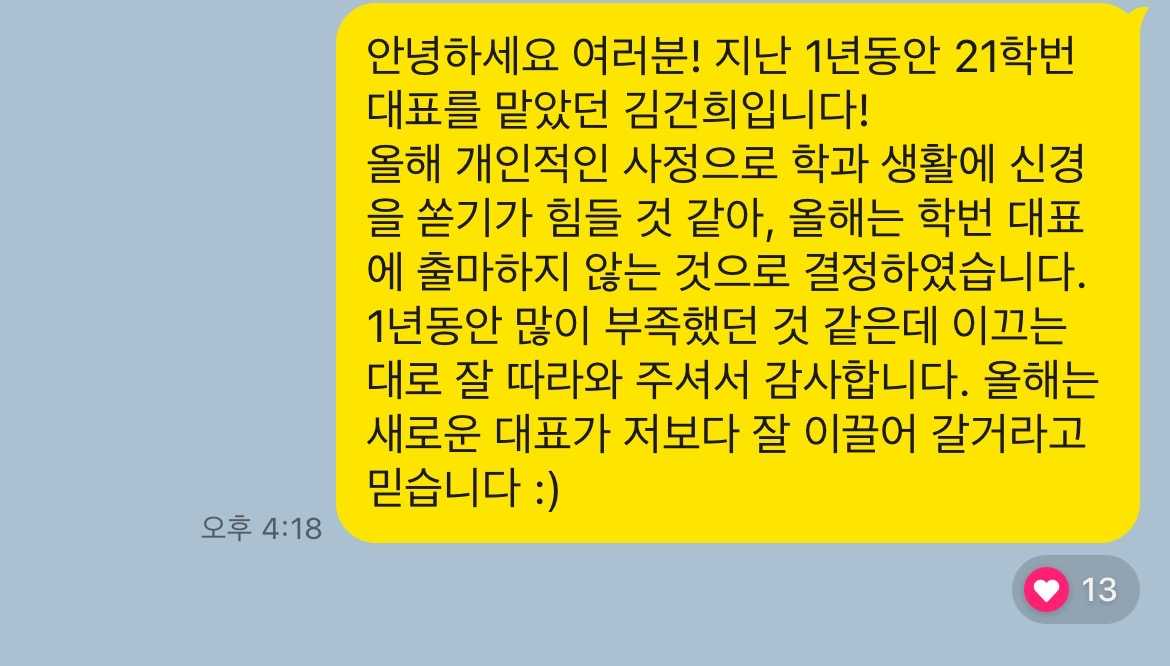 안녕하세요 여러분! 지난 1년동안 21학번
대표를 맡았던 김건희입니다!
올해 개인적인 사정으로 학과 생활에 신경
을 쏟기가 힘들 것 같아, 올해는 학번 대표
에 출마하지 않는 것으로 결정하였습니다.
1년동안 많이 부족했던 것 같은데 이끄는
대로 잘 따라와 주셔서 감사합니다. 올해는
새로운 대표가 저보다 잘 이끌어 갈거라고
믿습니다 :)
오후 4:18
13